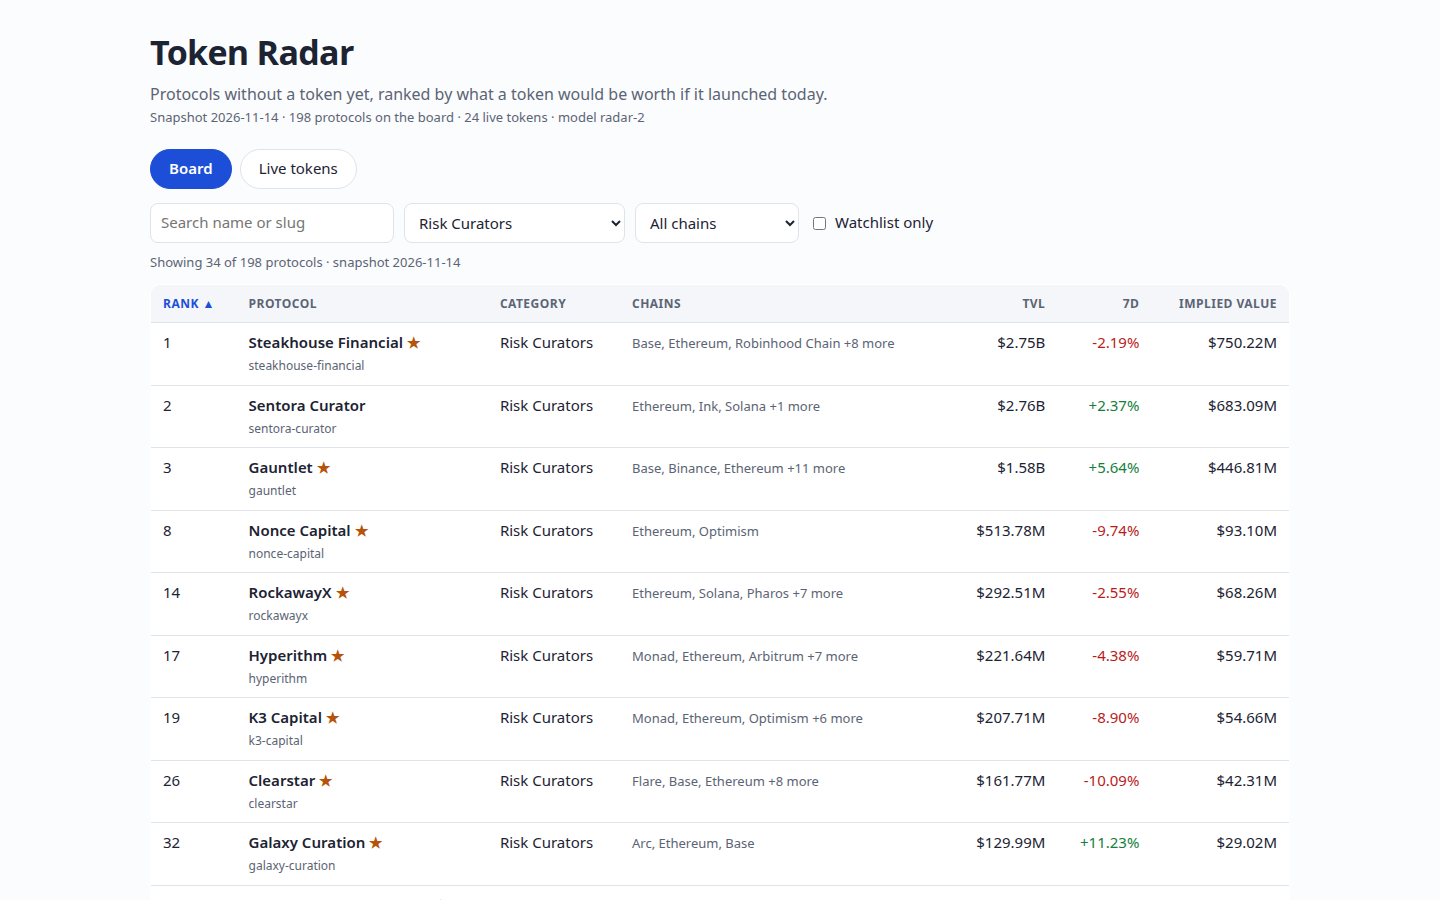 Token Radar
Protocols without a token yet, ranked by what a token would be worth if it launched today.
Snapshot 2026-11-14 · 198 protocols on the board · 24 live tokens · model radar-2
Board Live tokens
Search name or slug Risk Curators All chains Watchlist only
Showing 34 of 198 protocols · snapshot 2026-11-14
RANK ▲ PROTOCOL CATEGORY CHAINS TVL 7D IMPLIED VALUE
1 Steakhouse Financial ★ Risk Curators Base, Ethereum, Robinhood Chain +8 more $2.75B -2.19% $750.22M
steakhouse-financial
2 Sentora Curator Risk Curators Ethereum, Ink, Solana +1 more $2.76B +2.37% $683.09M
sentora-curator
3 Gauntlet ★ Risk Curators Base, Binance, Ethereum +11 more $1.58B +5.64% $446.81M
gauntlet
8 Nonce Capital ★ Risk Curators Ethereum, Optimism $513.78M -9.74% $93.10M
nonce-capital
14 RockawayX ★ Risk Curators Ethereum, Solana, Pharos +7 more $292.51M -2.55% $68.26M
rockawayx
17 Hyperithm ★ Risk Curators Monad, Ethereum, Arbitrum +7 more $221.64M -4.38% $59.71M
hyperithm
19 K3 Capital ★ Risk Curators Monad, Ethereum, Optimism +6 more $207.71M -8.90% $54.66M
k3-capital
26 Clearstar ★ Risk Curators Flare, Base, Ethereum +8 more $161.77M -10.09% $42.31M
clearstar
32 Galaxy Curation ★ Risk Curators Arc, Ethereum, Base $129.99M +11.23% $29.02M
galaxy-curation